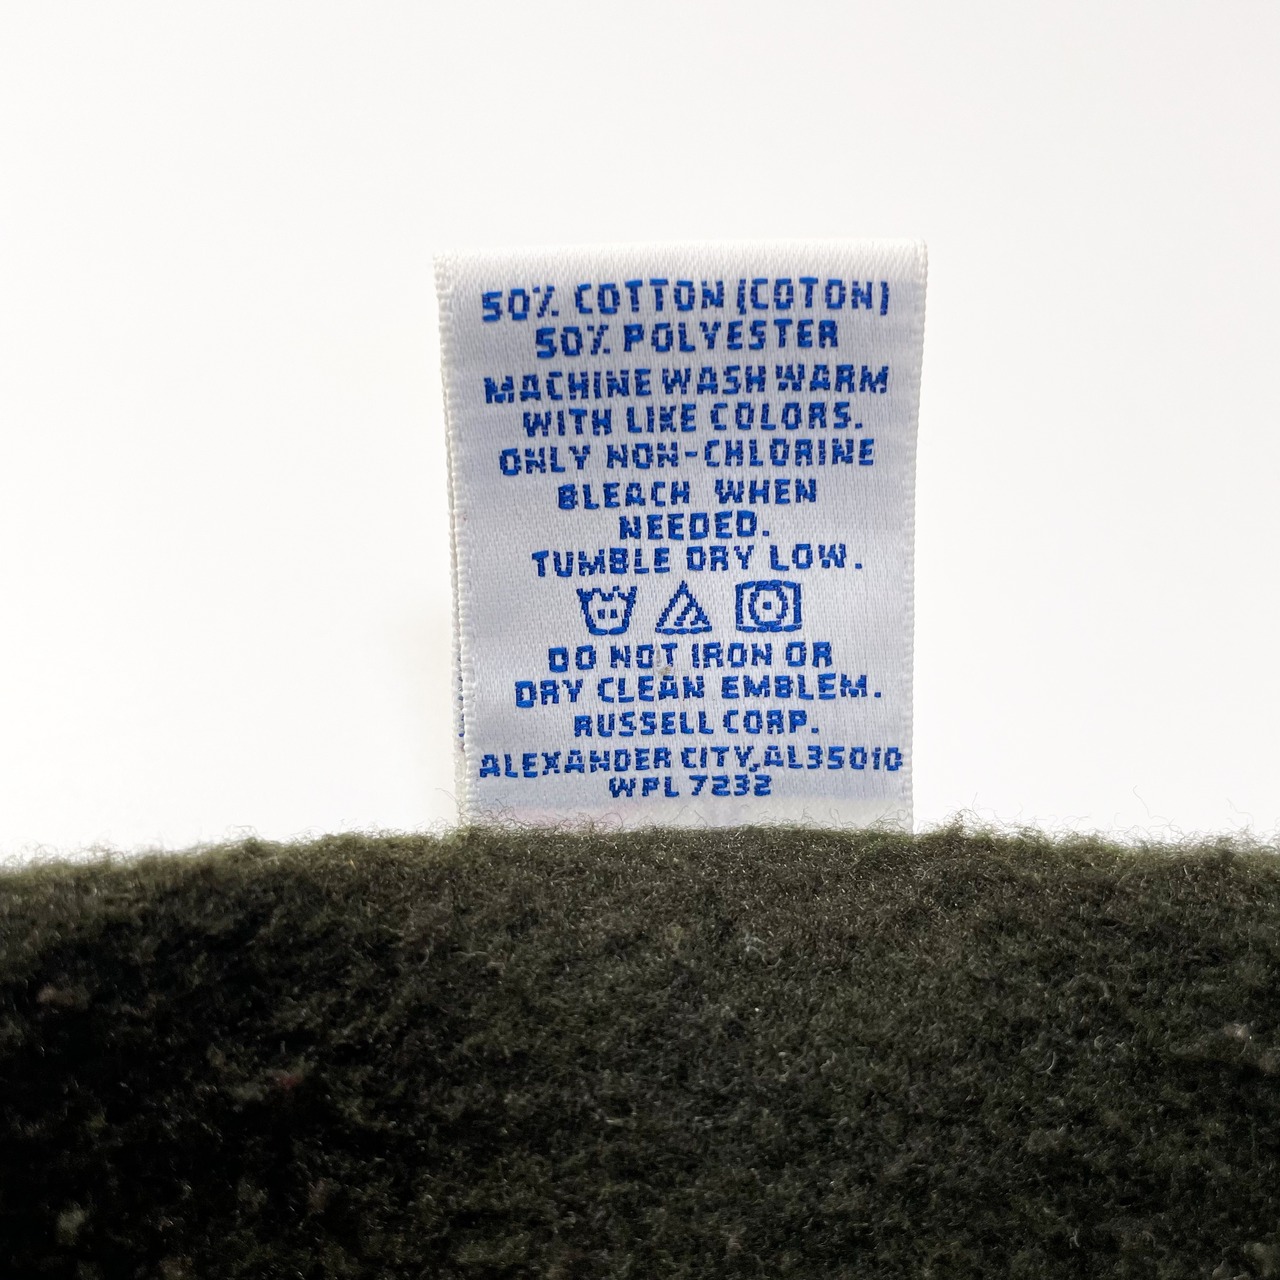 50% COTTON (COTON)
50% POLYESTER
MACHINE WASH WARM
WITH LIKE COLORS.
ONLY NON-CHLORINE
BLEACH WHEN
NEEDED.
TUMBLE DRY LOW.
DO NOT IRON OR
DRY CLEAN EMBLEM.
RUSSELL CORP.
ALEXANDER CITY, AL35010
WPL 7232